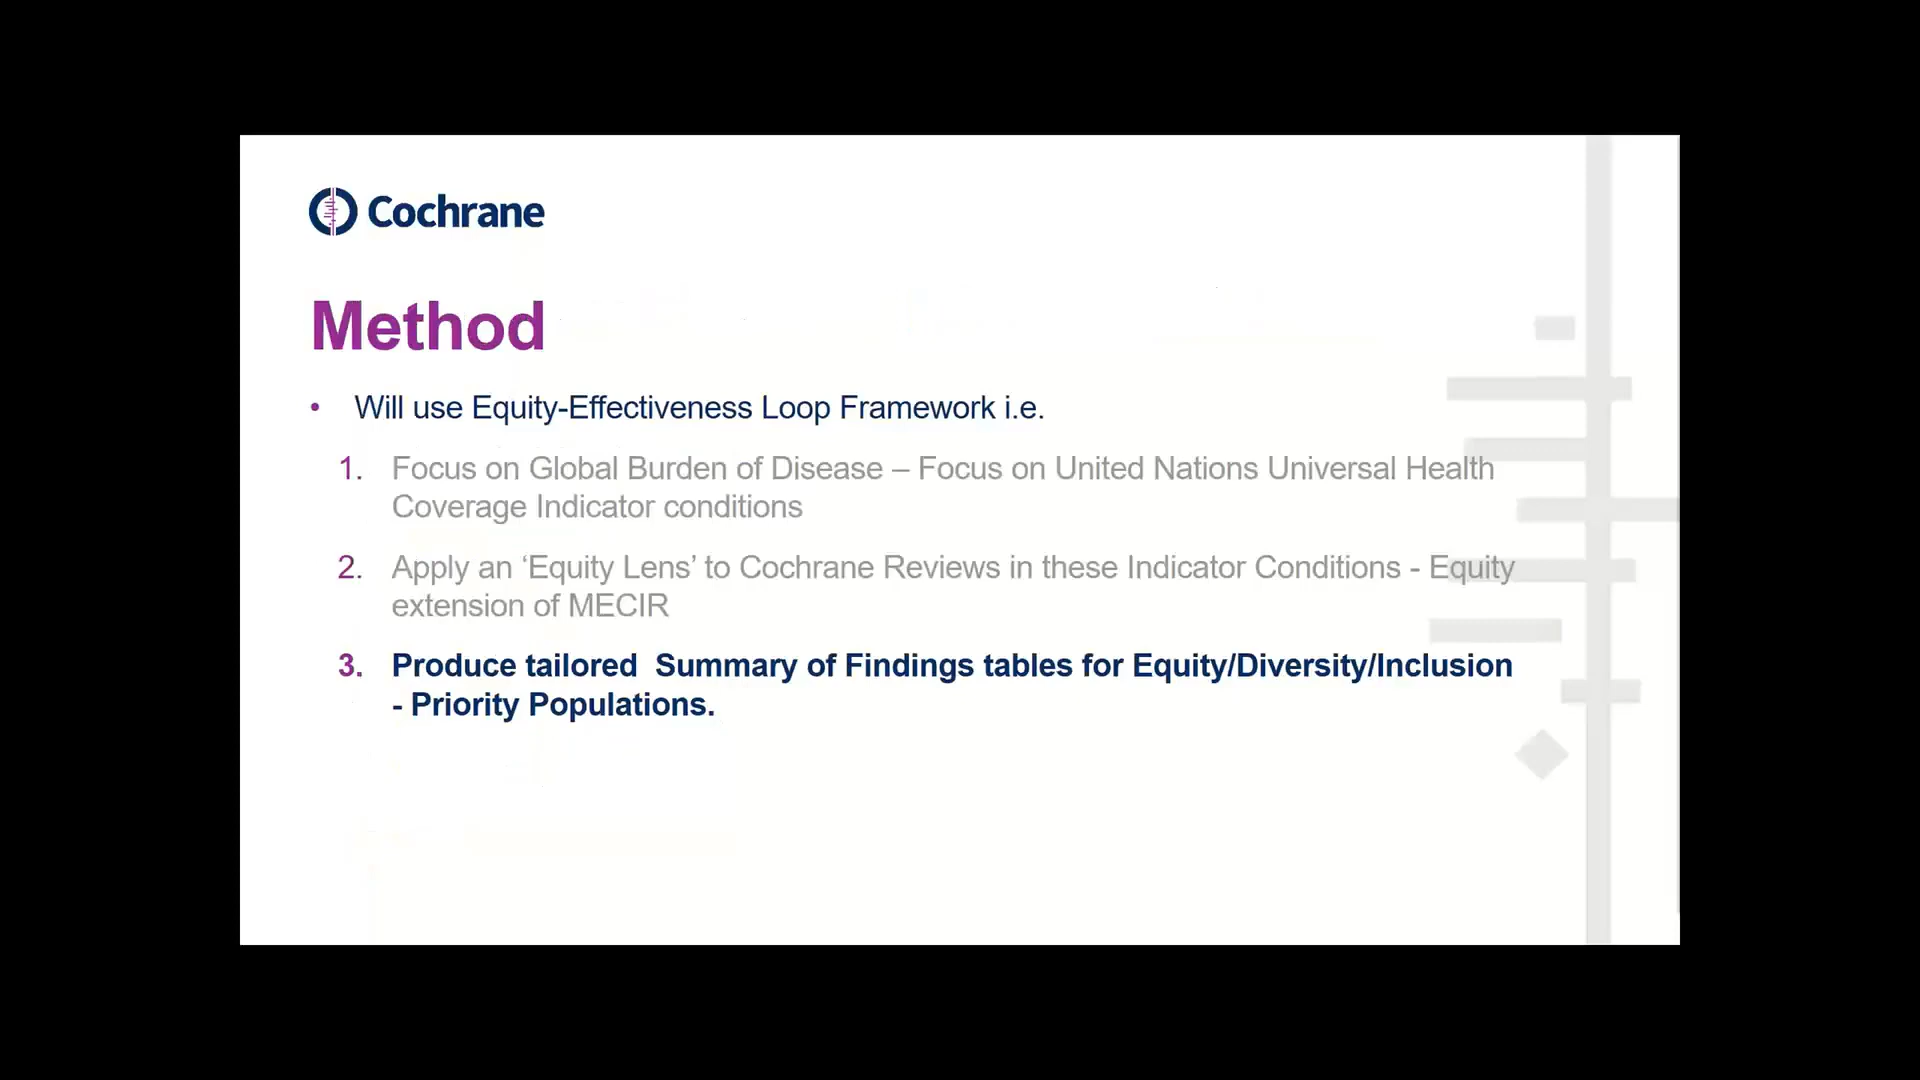 Cochrane
Method
• Will use Equity-Effectiveness Loop Framework i.e.
1. Focus on Global Burden of Disease – Focus on United Nations Universal Health
Coverage Indicator conditions
2. Apply an ‘Equity Lens’ to Cochrane Reviews in these Indicator Conditions - Equity
extension of MECIR
3. Produce tailored  Summary of Findings tables for Equity/Diversity/Inclusion
- Priority Populations.